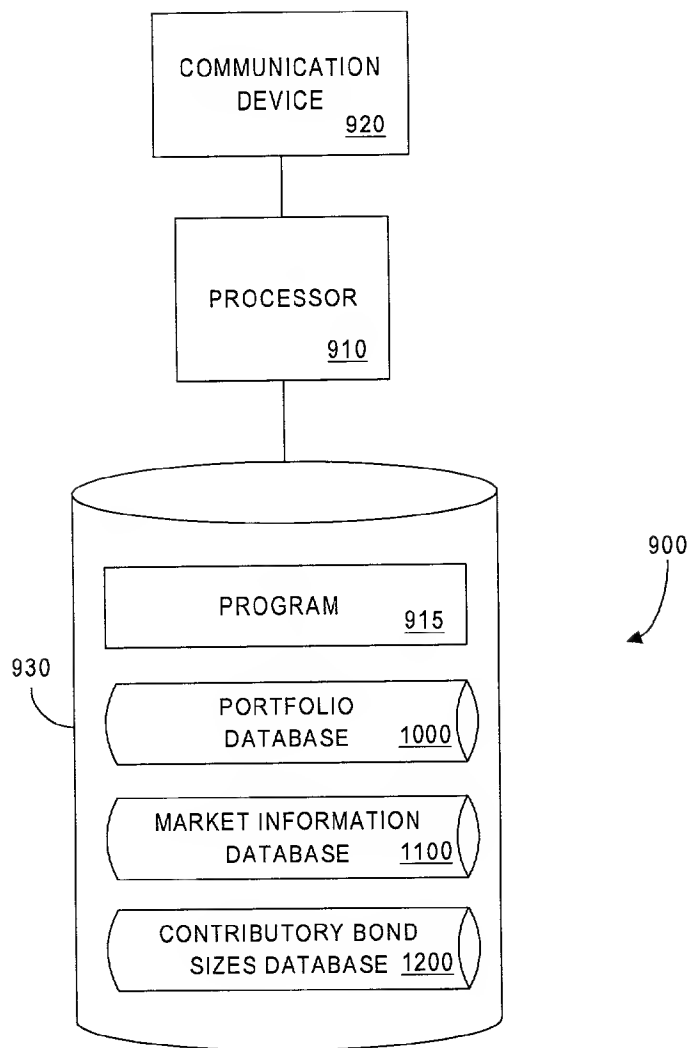 COMMUNICATION
DEVICE
920
PROCESSOR
910
900
PROGRAM
915
930
PORTFOLIO
DATABASE 1000
MARKET INFORMATION
DATABASE 1100
CONTRIBUTORY BOND
SIZES DATABASE 1200